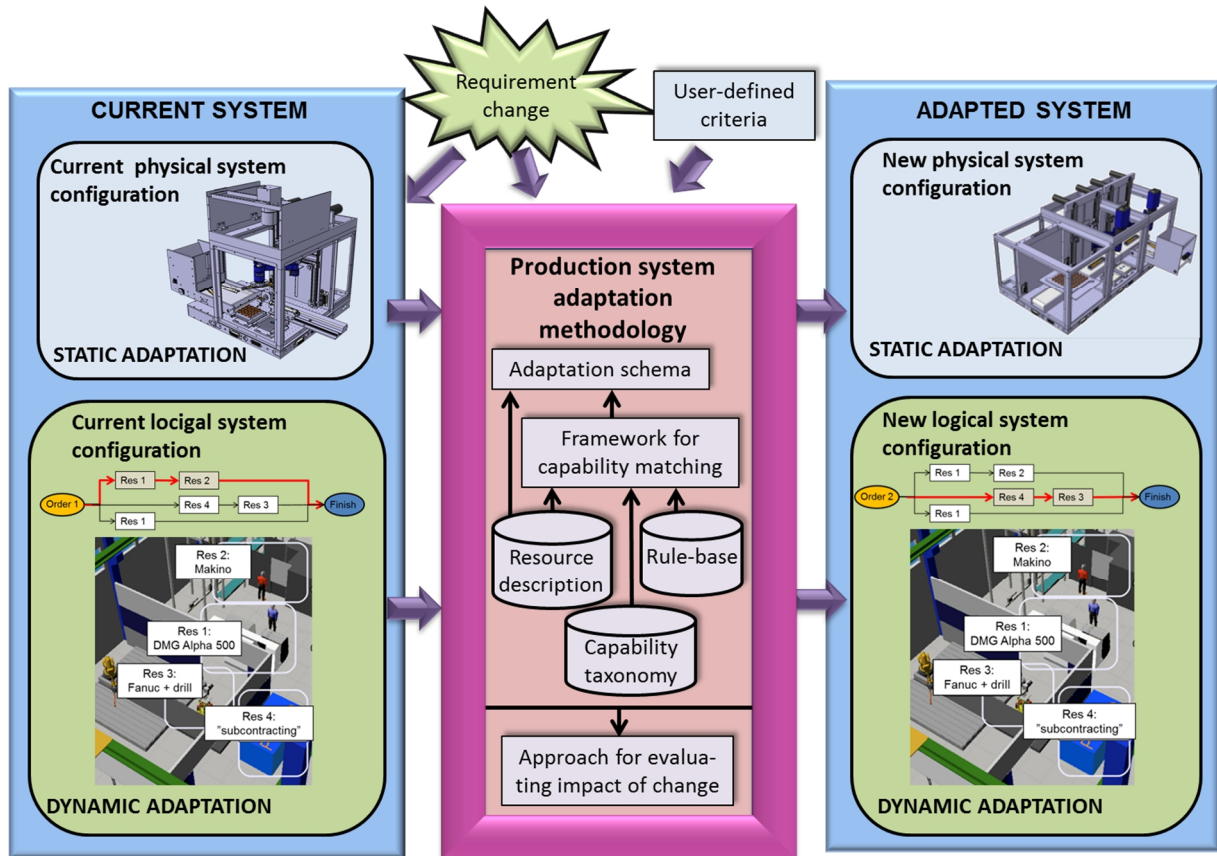 Requirement
change
User-defined
criteria
CURRENT SYSTEM
Current physical system
configuration
STATIC ADAPTATION
Current locigal system
configuration
Res 1
Res 2
Order 1
Res 4
Res 3
Finish
Res 1
Res 2:
Makino
Res 1:
DMG Alpha 500
Res 3:
Fanuc + drill
Res 4:
"subcontracting"
DYNAMIC ADAPTATION
Production system
adaptation
methodology
Adaptation schema
Framework for
capability matching
Resource
description
Rule-base
Capability
taxonomy
Approach for evalua-
ting impact of change
ADAPTED SYSTEM
New physical system
configuration
STATIC ADAPTATION
New logical system
configuration
Res 1
Res 2
Order 2
Res 4
Res 3
Finish
Res 1
Res 2:
Makino
Res 1:
DMG Alpha 500
Res 3:
Fanuc + drill
Res 4:
"subcontracting"
DYNAMIC ADAPTATION